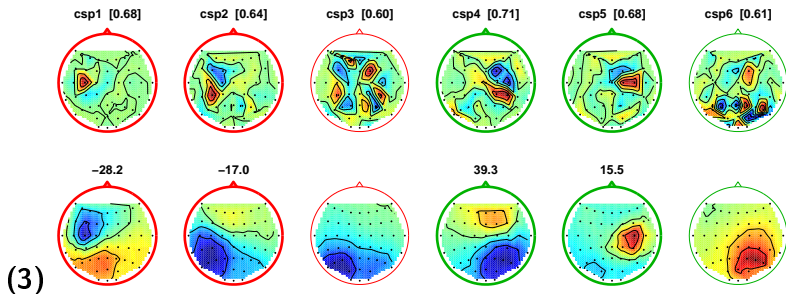 csp1 [0.68] csp2 [0.64] csp3 [0.60] csp4 [0.71] csp5 [0.68] csp6 [0.61]
−28.2 −17.0 39.3 15.5
(3)